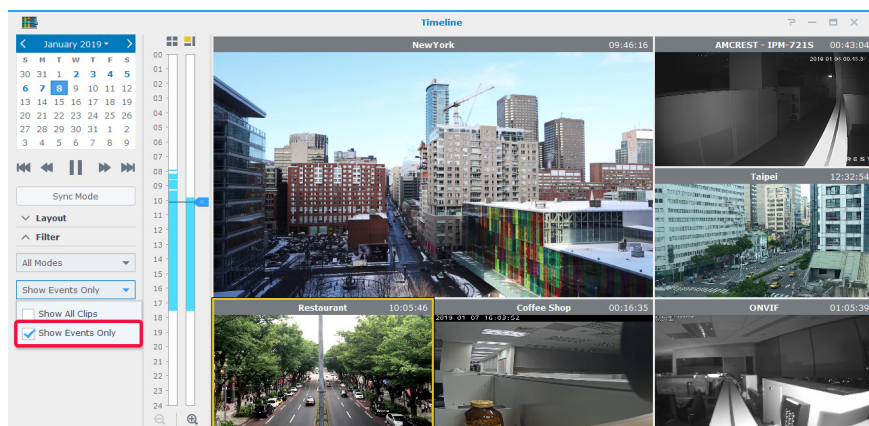 Timeline
January 2019
S M T W T F S
30 31 1 2 3 4 5
6 7 8 9 10 11 12
13 14 15 16 17 18 19
20 21 22 23 24 25 26
27 28 29 30 31 1 2
3 4 5 6 7 8 9
Sync Mode
Layout
Filter
All Modes
Show Events Only
Show All Clips
Show Events Only
00
01
02
03
04
05
06
07
08
09
10
11
12
13
14
15
16
17
18
19
20
21
22
23
24
NewYork 09:46:16
AMCREST - IPM-721S 00:43:04
Taipei 12:32:54
Restaurant 10:05:46
Coffee Shop 00:16:35
2019 01 07 16:03:52
ONVIF 01:05:39